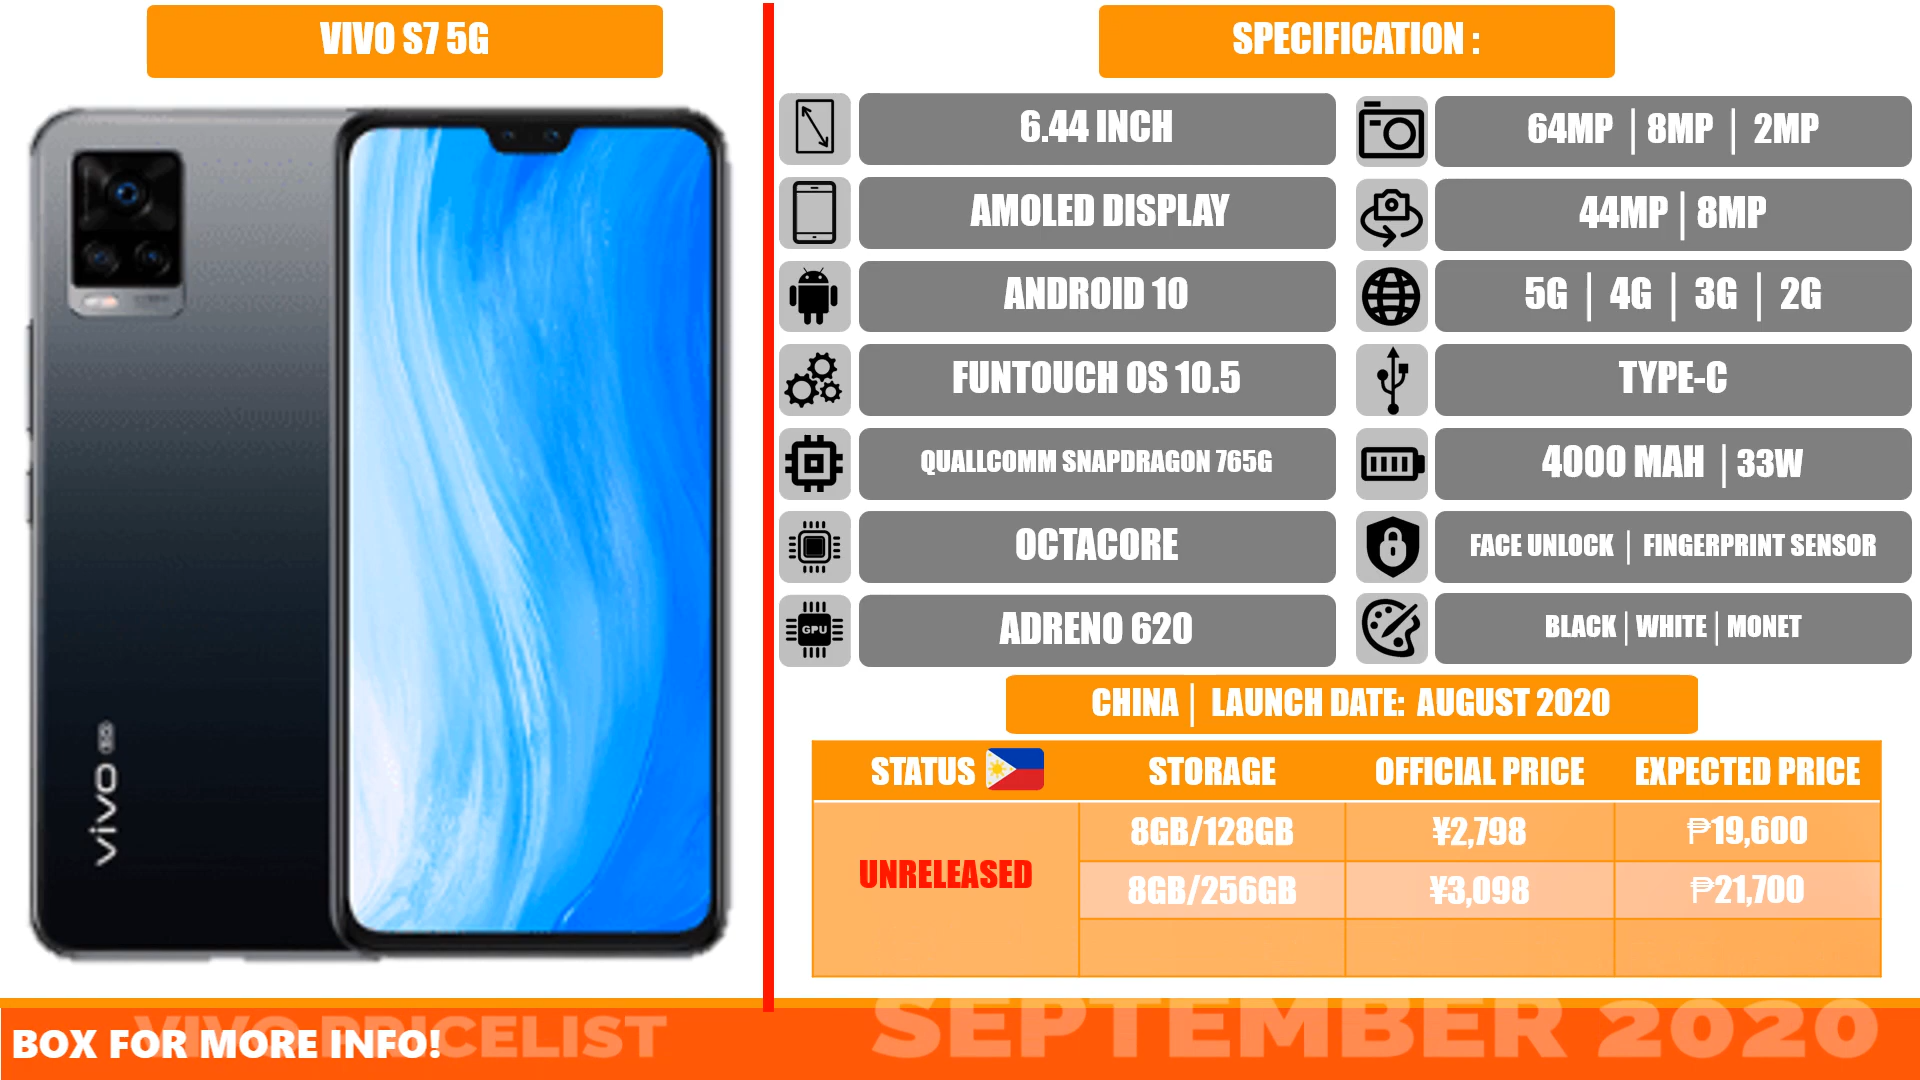 VIVO S7 5G
vivo
SPECIFICATION :
6.44 INCH
AMOLED DISPLAY
ANDROID 10
FUNTOUCH OS 10.5
QUALLCOMM SNAPDRAGON 765G
OCTACORE
GPU
ADRENO 620
64MP | 8MP | 2MP
44MP | 8MP
5G | 4G | 3G | 2G
TYPE-C
4000 MAH | 33W
FACE UNLOCK | FINGERPRINT SENSOR
BLACK | WHITE | MONET
CHINA | LAUNCH DATE: AUGUST 2020
STATUS STORAGE OFFICIAL PRICE EXPECTED PRICE
UNRELEASED
8GB/128GB ¥2,798 ₱19,600
8GB/256GB ¥3,098 ₱21,700
VIVO PRICELIST
SEPTEMBER 2020
BOX FOR MORE INFO!